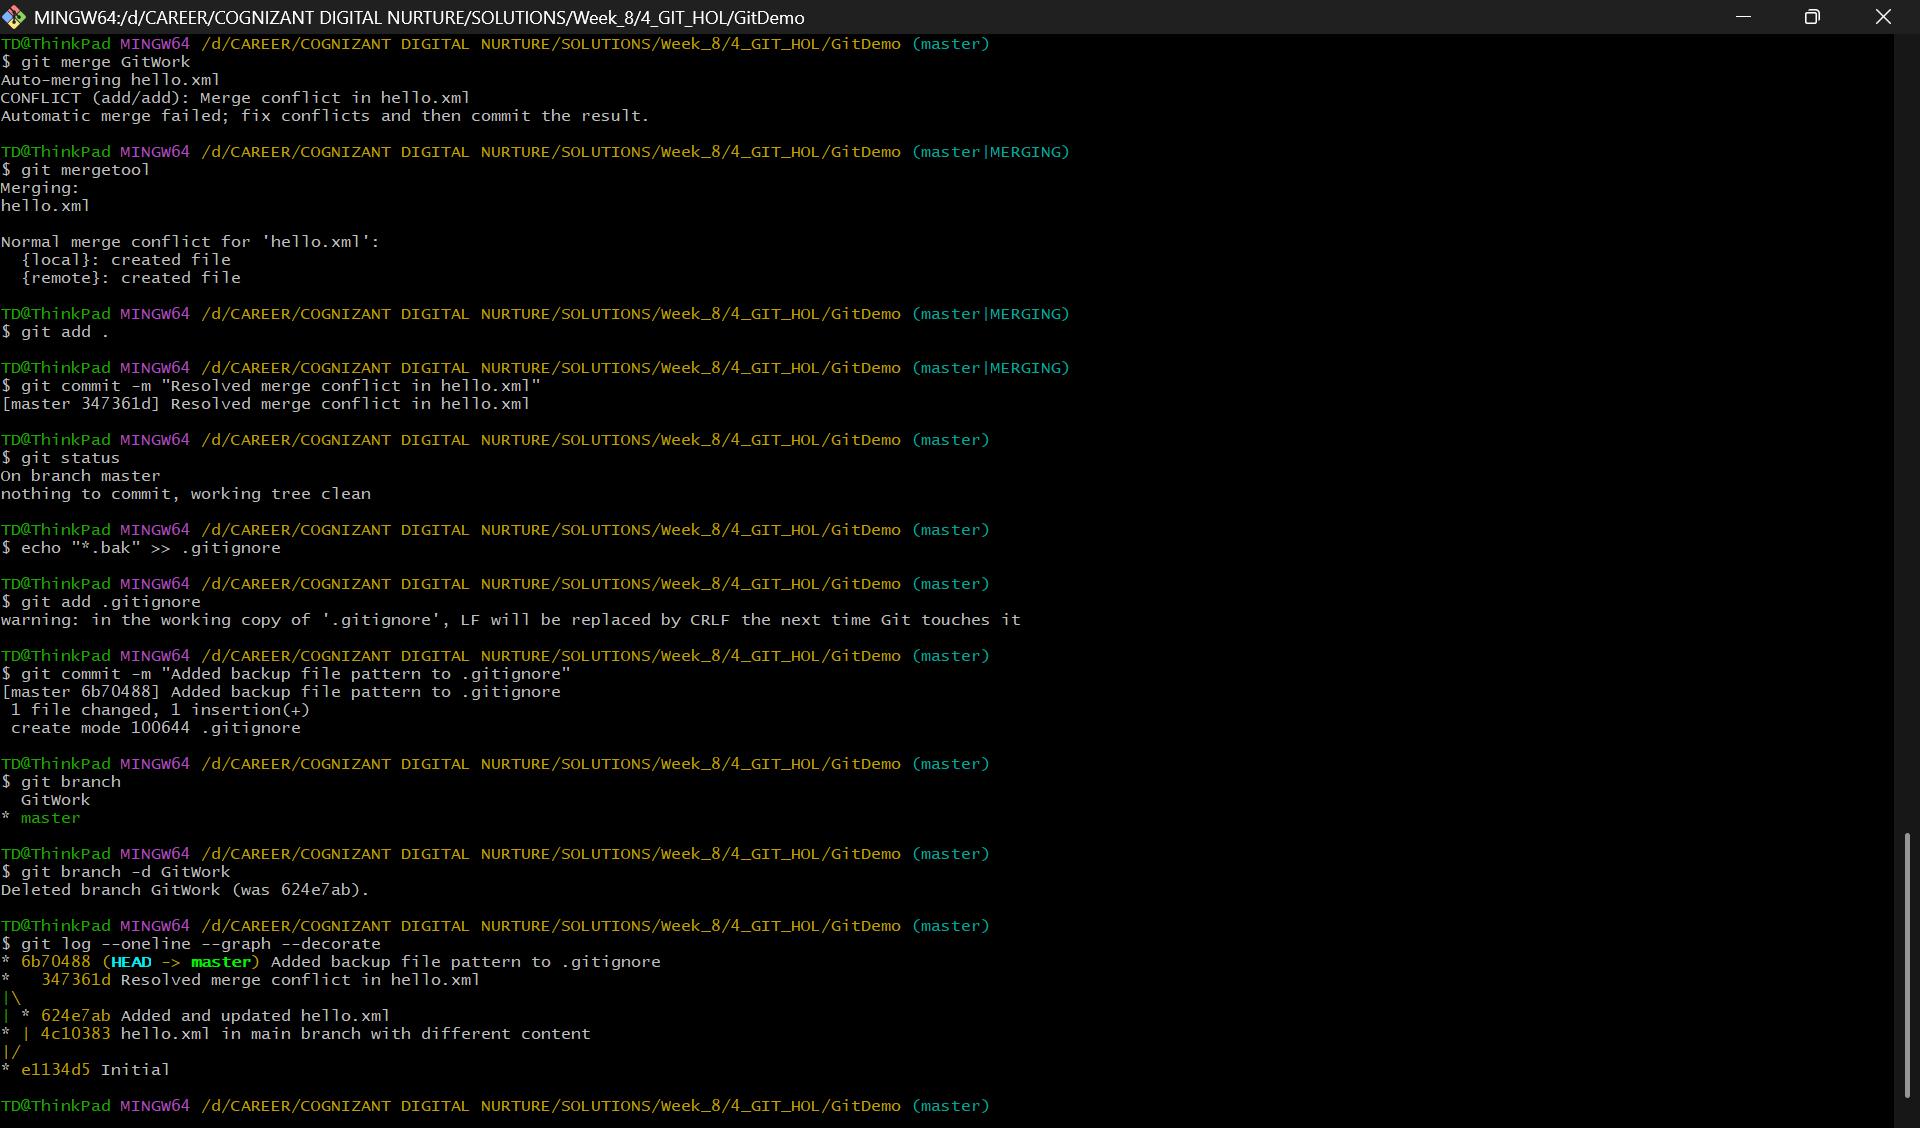 MINGW64:/d/CAREER/COGNIZANT DIGITAL NURTURE/SOLUTIONS/Week_8/4_GIT_HOL/GitDemo
TD@ThinkPad MINGW64 /d/CAREER/COGNIZANT DIGITAL NURTURE/SOLUTIONS/Week_8/4_GIT_HOL/GitDemo (master)
$ git merge GitWork
Auto-merging hello.xml
CONFLICT (add/add): Merge conflict in hello.xml
Automatic merge failed; fix conflicts and then commit the result.
TD@ThinkPad MINGW64 /d/CAREER/COGNIZANT DIGITAL NURTURE/SOLUTIONS/Week_8/4_GIT_HOL/GitDemo (master|MERGING)
$ git mergetool
Merging:
hello.xml
Normal merge conflict for 'hello.xml':
  {local}: created file
  {remote}: created file
TD@ThinkPad MINGW64 /d/CAREER/COGNIZANT DIGITAL NURTURE/SOLUTIONS/Week_8/4_GIT_HOL/GitDemo (master|MERGING)
$ git add .
TD@ThinkPad MINGW64 /d/CAREER/COGNIZANT DIGITAL NURTURE/SOLUTIONS/Week_8/4_GIT_HOL/GitDemo (master|MERGING)
$ git commit -m "Resolved merge conflict in hello.xml"
[master 347361d] Resolved merge conflict in hello.xml
TD@ThinkPad MINGW64 /d/CAREER/COGNIZANT DIGITAL NURTURE/SOLUTIONS/Week_8/4_GIT_HOL/GitDemo (master)
$ git status
On branch master
nothing to commit, working tree clean
TD@ThinkPad MINGW64 /d/CAREER/COGNIZANT DIGITAL NURTURE/SOLUTIONS/Week_8/4_GIT_HOL/GitDemo (master)
$ echo "*.bak" >> .gitignore
TD@ThinkPad MINGW64 /d/CAREER/COGNIZANT DIGITAL NURTURE/SOLUTIONS/Week_8/4_GIT_HOL/GitDemo (master)
$ git add .gitignore
warning: in the working copy of '.gitignore', LF will be replaced by CRLF the next time Git touches it
TD@ThinkPad MINGW64 /d/CAREER/COGNIZANT DIGITAL NURTURE/SOLUTIONS/Week_8/4_GIT_HOL/GitDemo (master)
$ git commit -m "Added backup file pattern to .gitignore"
[master 6b70488] Added backup file pattern to .gitignore
 1 file changed, 1 insertion(+)
 create mode 100644 .gitignore
TD@ThinkPad MINGW64 /d/CAREER/COGNIZANT DIGITAL NURTURE/SOLUTIONS/Week_8/4_GIT_HOL/GitDemo (master)
$ git branch
  GitWork
* master
TD@ThinkPad MINGW64 /d/CAREER/COGNIZANT DIGITAL NURTURE/SOLUTIONS/Week_8/4_GIT_HOL/GitDemo (master)
$ git branch -d GitWork
Deleted branch GitWork (was 624e7ab).
TD@ThinkPad MINGW64 /d/CAREER/COGNIZANT DIGITAL NURTURE/SOLUTIONS/Week_8/4_GIT_HOL/GitDemo (master)
$ git log --oneline --graph --decorate
* 6b70488 (HEAD -> master) Added backup file pattern to .gitignore
*   347361d Resolved merge conflict in hello.xml
|\
| * 624e7ab Added and updated hello.xml
* | 4c10383 hello.xml in main branch with different content
|/
* e1134d5 Initial
TD@ThinkPad MINGW64 /d/CAREER/COGNIZANT DIGITAL NURTURE/SOLUTIONS/Week_8/4_GIT_HOL/GitDemo (master)